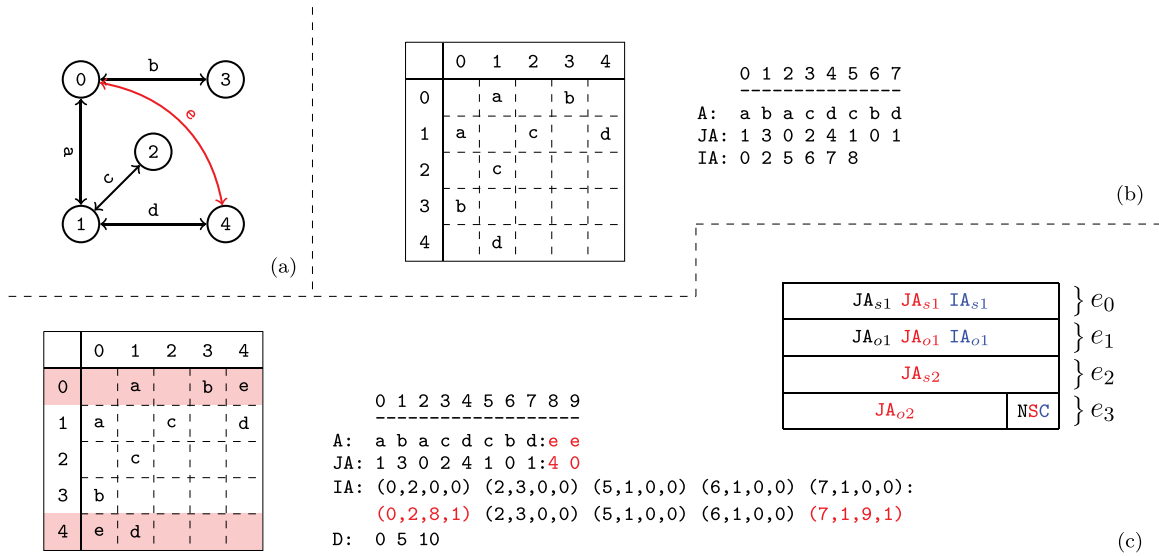 0
b
3
e
a
2
c
1
d
4
(a)
0 1 2 3 4
0 a b
1 a c d
2 c
3 b
4 d
0 1 2 3 4 5 6 7
----------------
A: a b a c d c b d
JA: 1 3 0 2 4 1 0 1
IA: 0 2 5 6 7 8
(b)
JAs1 JAs1 IAs1 } e0
JAo1 JAo1 IAo1 } e1
JAs2 } e2
JAo2 NSC } e3
0 1 2 3 4
0 a b e
1 a c d
2 c
3 b
4 e d
0 1 2 3 4 5 6 7 8 9
-------------------
A: a b a c d c b d:e e
JA: 1 3 0 2 4 1 0 1:4 0
IA: (0,2,0,0) (2,3,0,0) (5,1,0,0) (6,1,0,0) (7,1,0,0):
(0,2,8,1) (2,3,0,0) (5,1,0,0) (6,1,0,0) (7,1,9,1)
D: 0 5 10
(c)